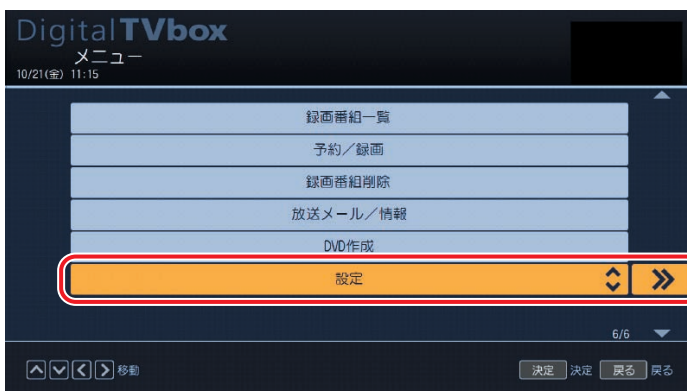 DigitalTVbox
メニュー
10/21(金) 11:15
録画番組一覧
予約／録画
録画番組削除
放送メール／情報
DVD作成
設定
6/6
移動 決定 決定 戻る 戻る